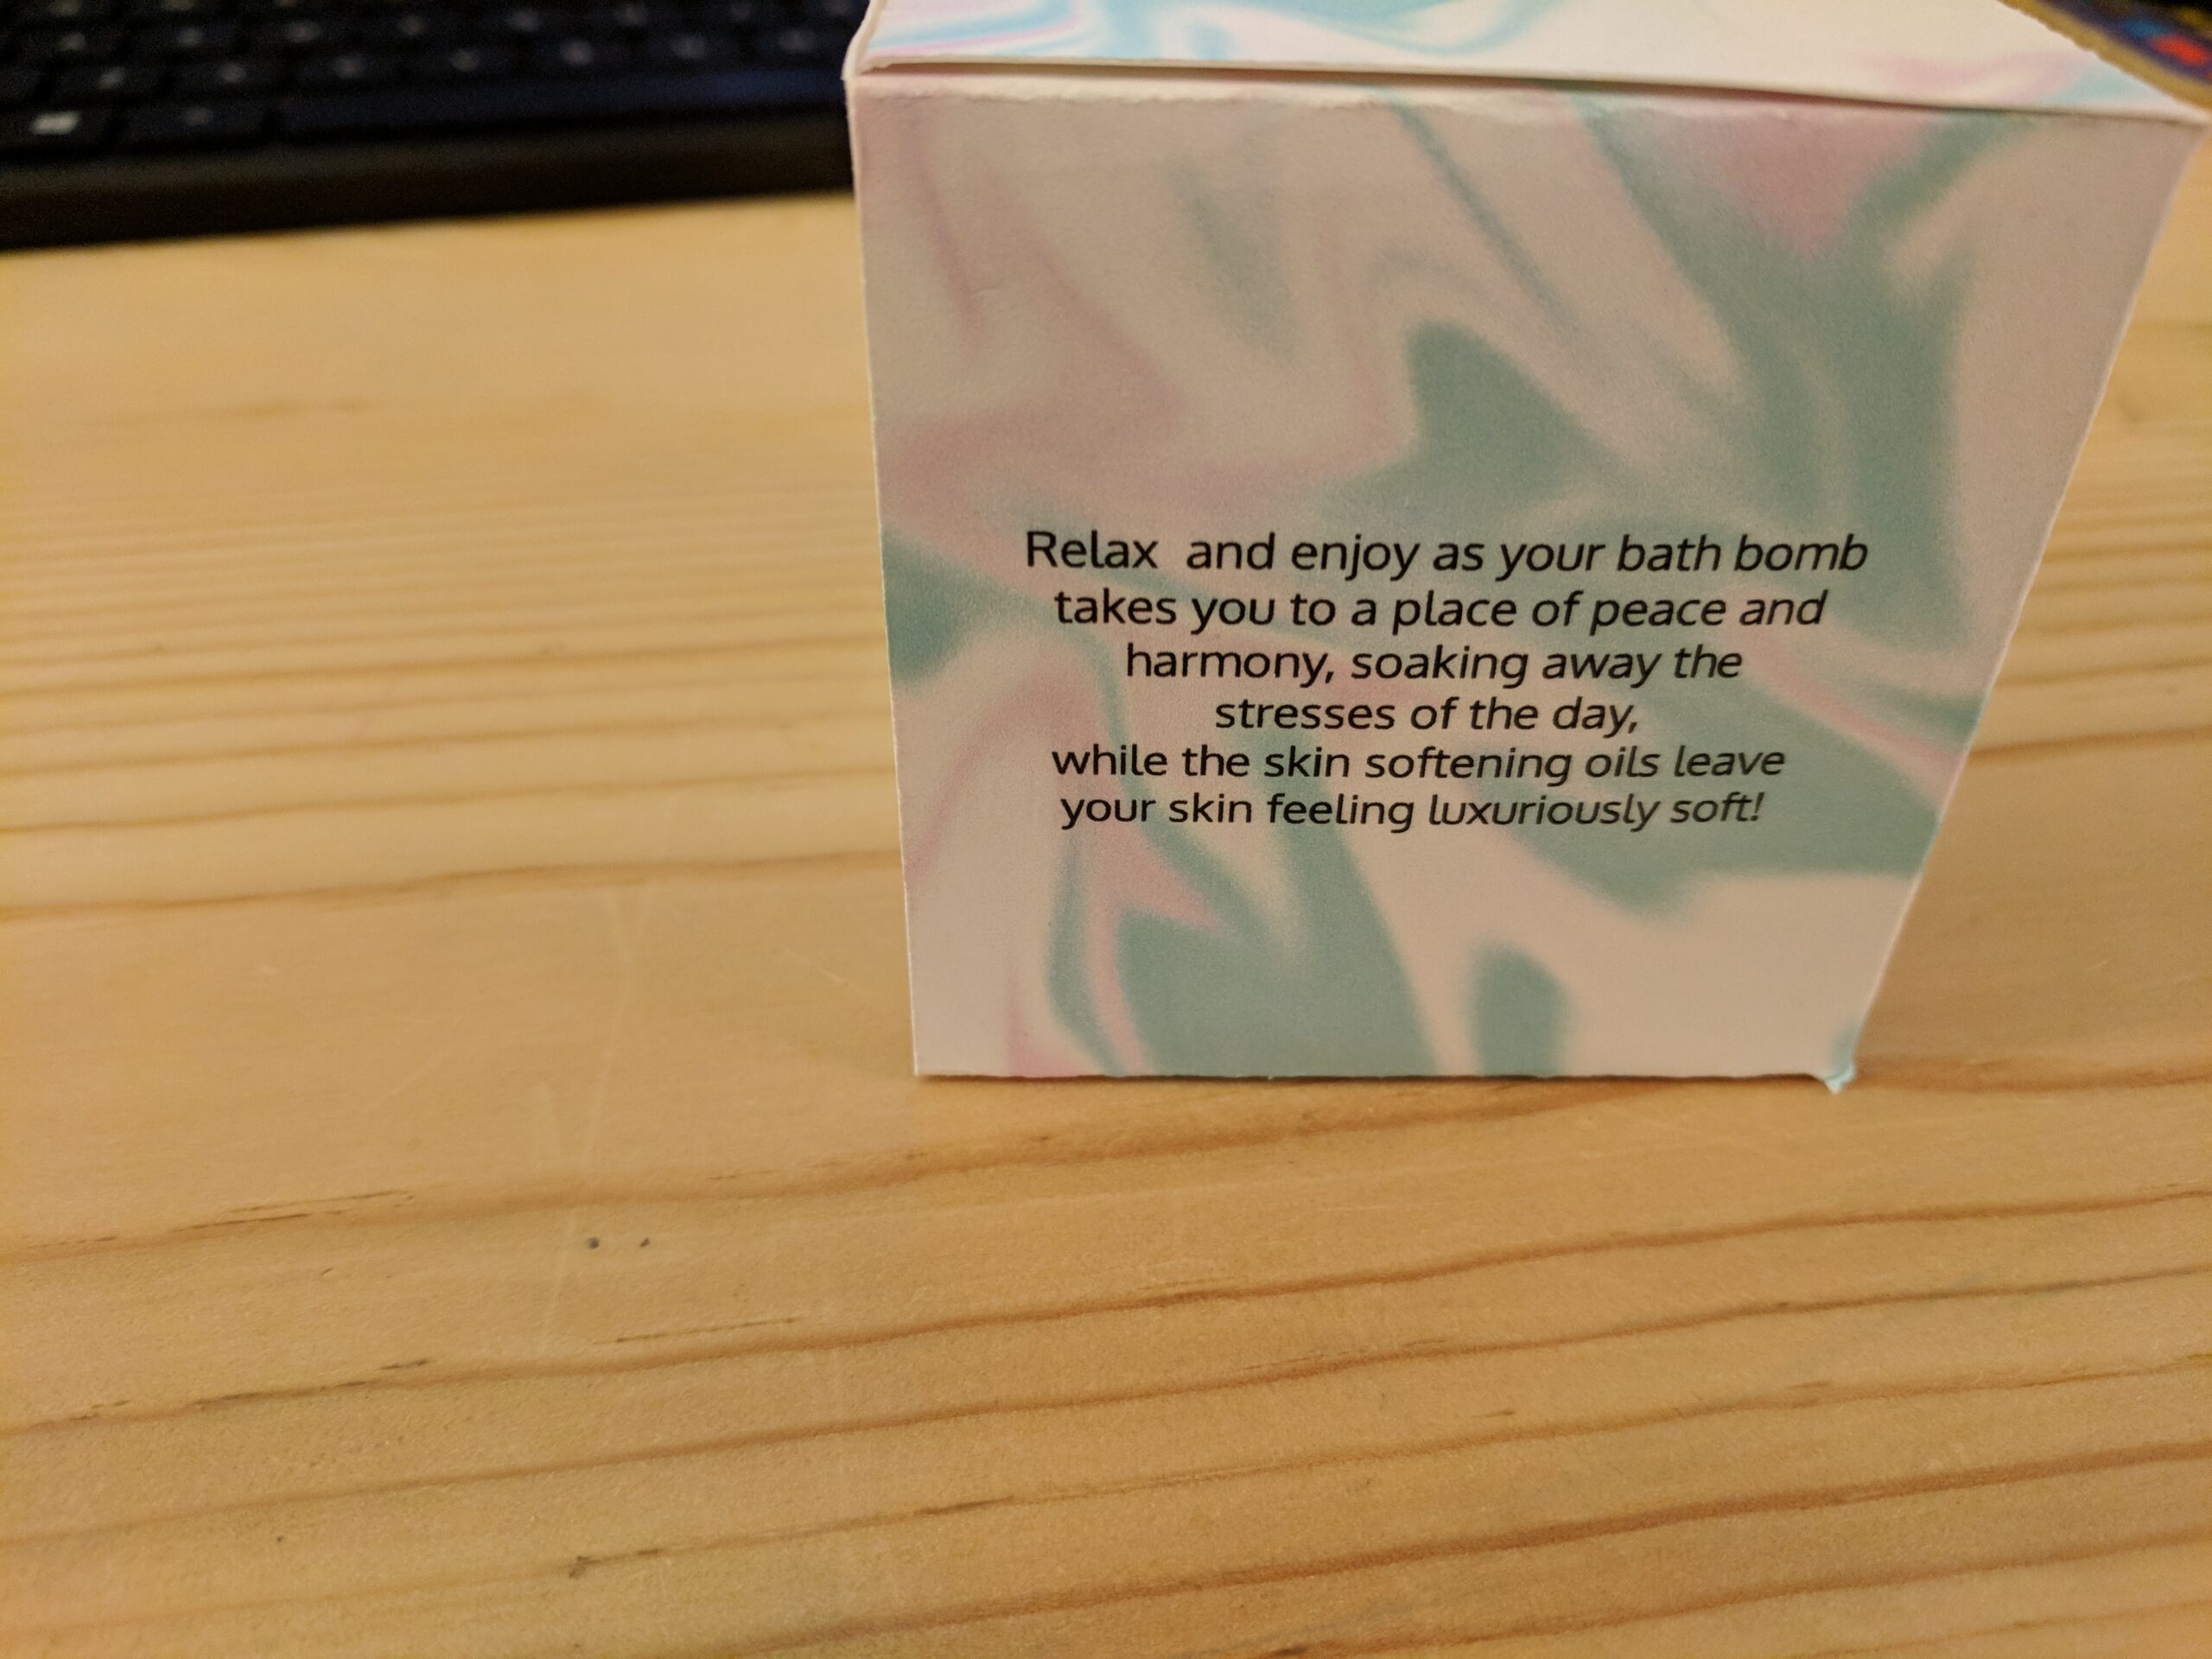 Relax  and enjoy as your bath bomb
takes you to a place of peace and
harmony, soaking away the
stresses of the day,
while the skin softening oils leave
your skin feeling luxuriously soft!